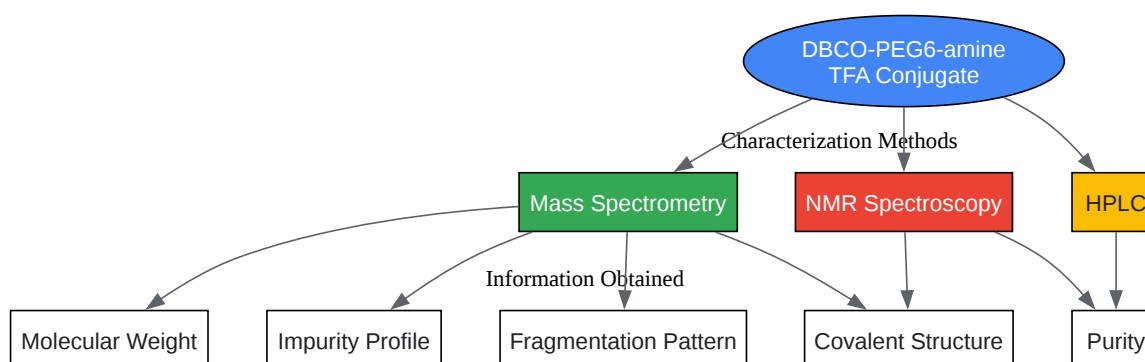 DBCO-PEG6-amine
TFA Conjugate
Characterization Methods
Mass Spectrometry
NMR Spectroscopy
HPLC
Information Obtained
Molecular Weight
Impurity Profile
Fragmentation Pattern
Covalent Structure
Purity